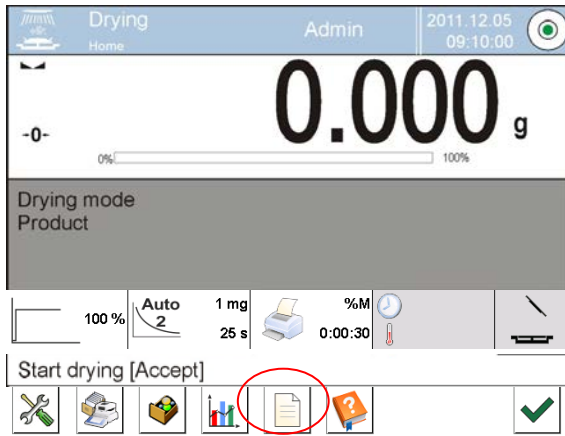 Drying
Home
Admin
2011.12.05
09:10:00
0.000 g
-0-
0% 100%
Drying mode
Product
100 %
Auto
2
1 mg
25 s
%M
0:00:30
Start drying [Accept]
?